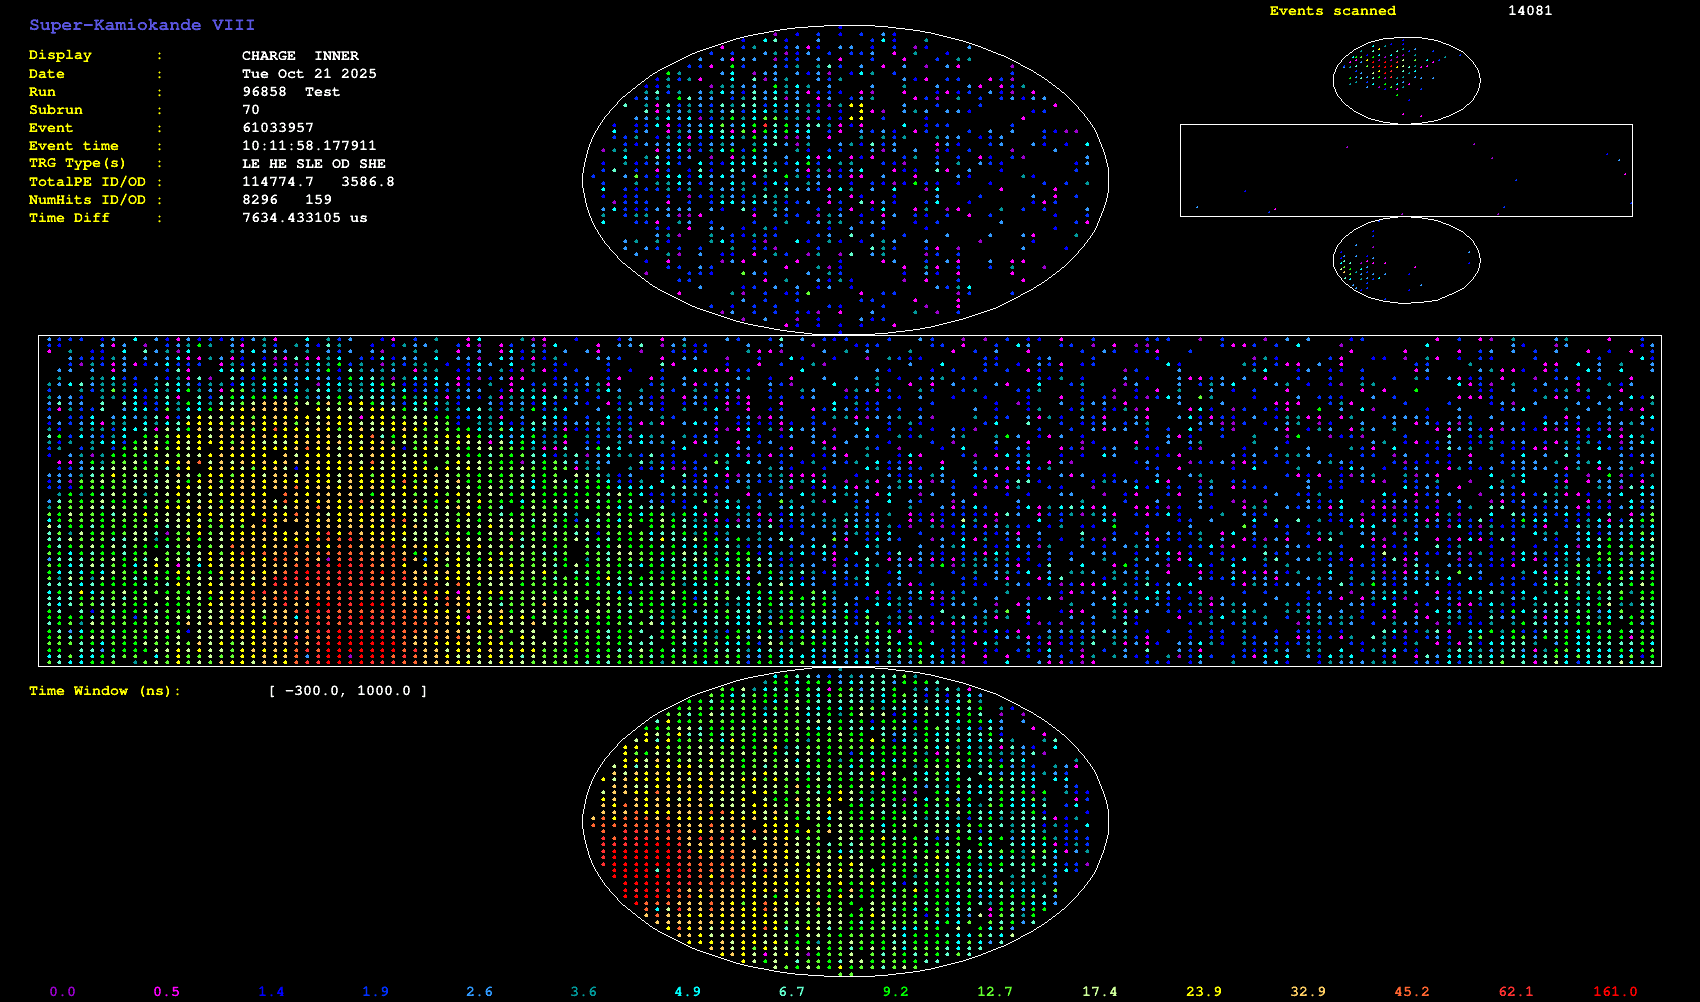 Super-Kamiokande VIII
Events scanned 14081
Display : CHARGE INNER
Date : Tue Oct 21 2025
Run : 96858 Test
Subrun : 70
Event : 61033957
Event time : 10:11:58.177911
TRG Type(s) : LE HE SLE OD SHE
TotalPE ID/OD : 114774.7 3586.8
NumHits ID/OD : 8296 159
Time Diff : 7634.433105 us
Time Window (ns): [ -300.0, 1000.0 ]
0.0 0.5 1.4 1.9 2.6 3.6 4.9 6.7 9.2 12.7 17.4 23.9 32.9 45.2 62.1 161.0